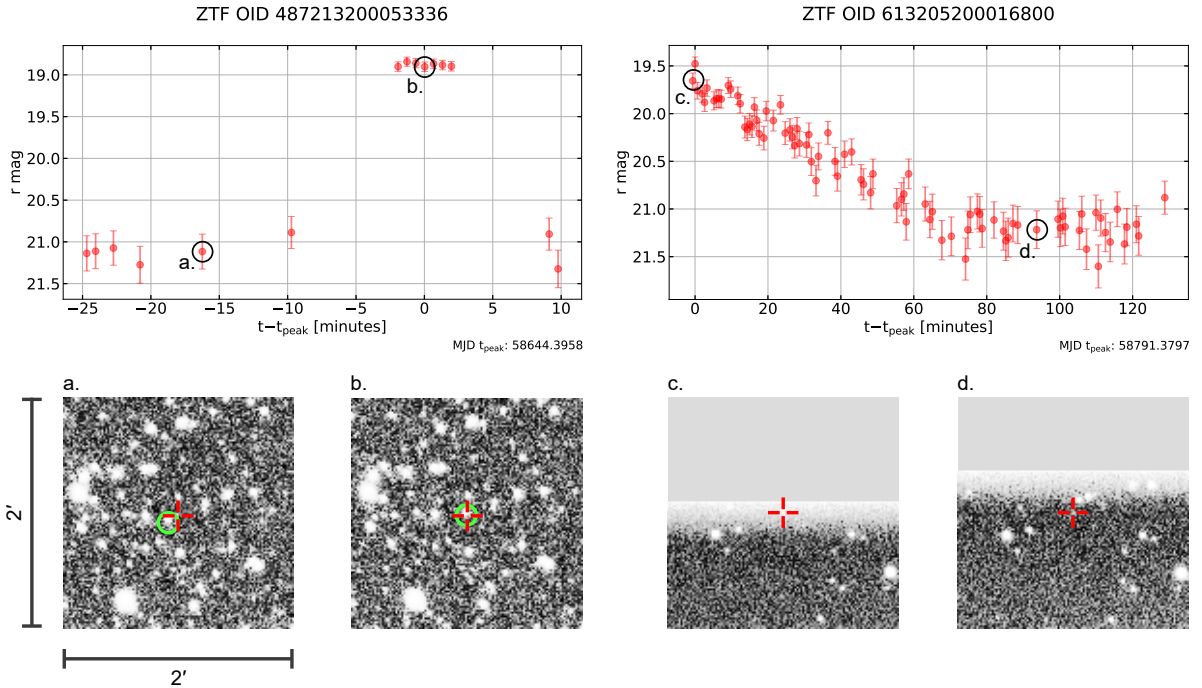 ZTF OID 487213200053336
19.0
19.5
20.0
20.5
21.0
21.5
r mag
b.
a.
−25 −20 −15 −10 −5 0 5 10
t−tpeak [minutes]
MJD tpeak: 58644.3958
ZTF OID 613205200016800
19.5
20.0
20.5
21.0
21.5
r mag
c.
d.
0 20 40 60 80 100 120
t−tpeak [minutes]
MJD tpeak: 58791.3797
a. b. c. d.
2′
2′